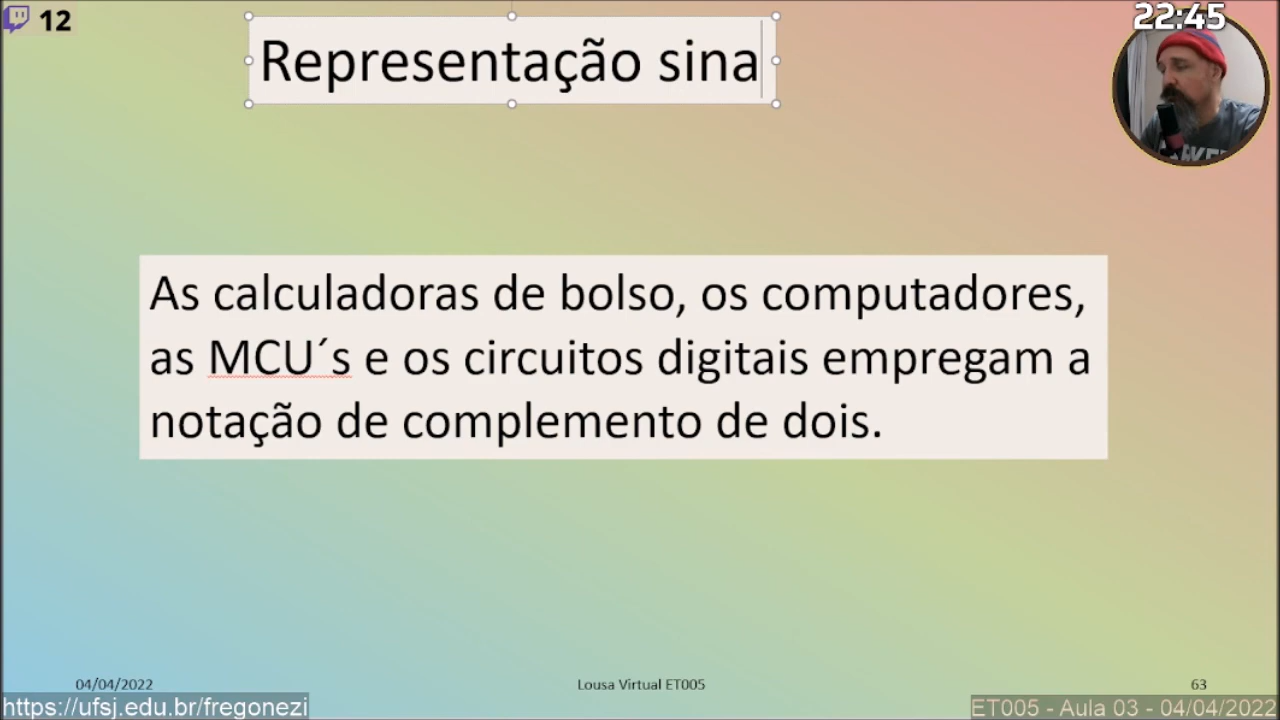 12
22:45
Representação sina
As calculadoras de bolso, os computadores,
as MCU´s e os circuitos digitais empregam a
notação de complemento de dois.
04/04/2022
Lousa Virtual ET005
63
https://ufsj.edu.br/fregonezi
ET005 - Aula 03 - 04/04/2022